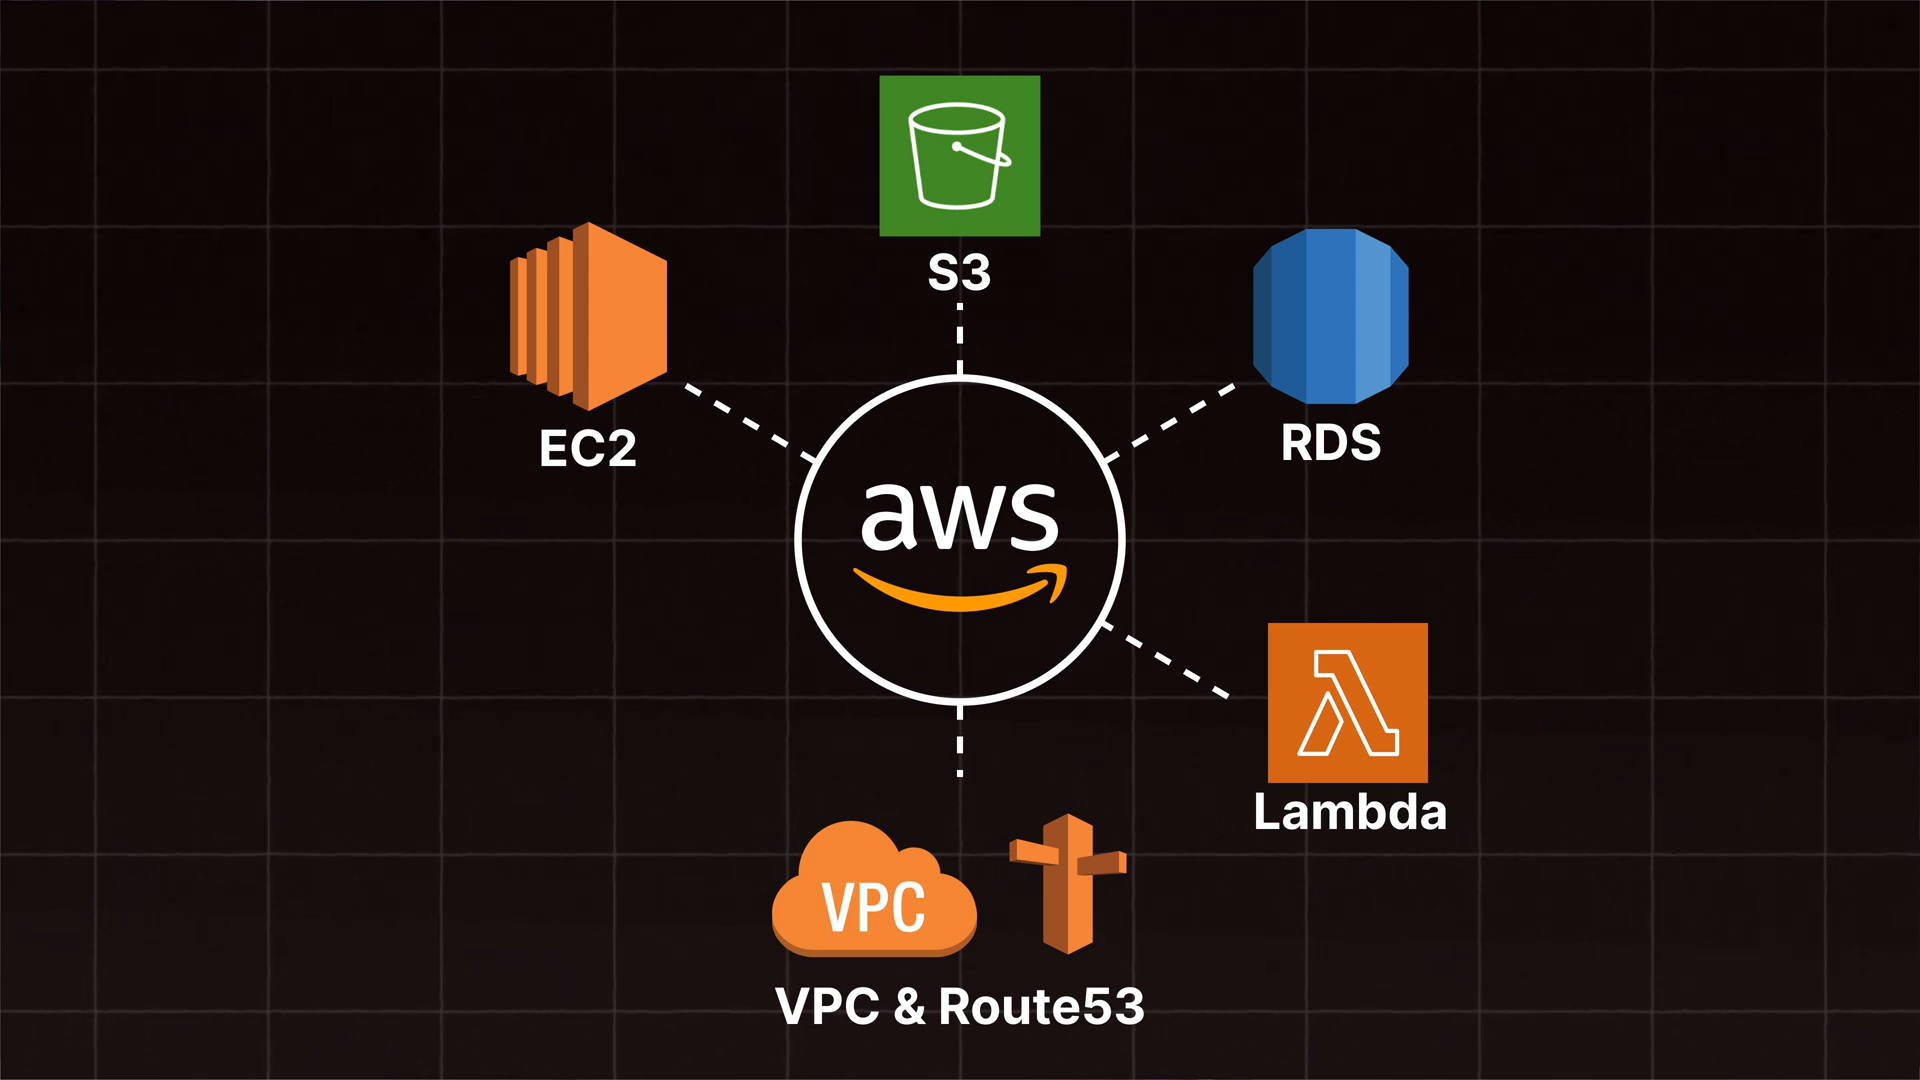 S3
EC2
RDS
aws
Lambda
VPC
VPC & Route53